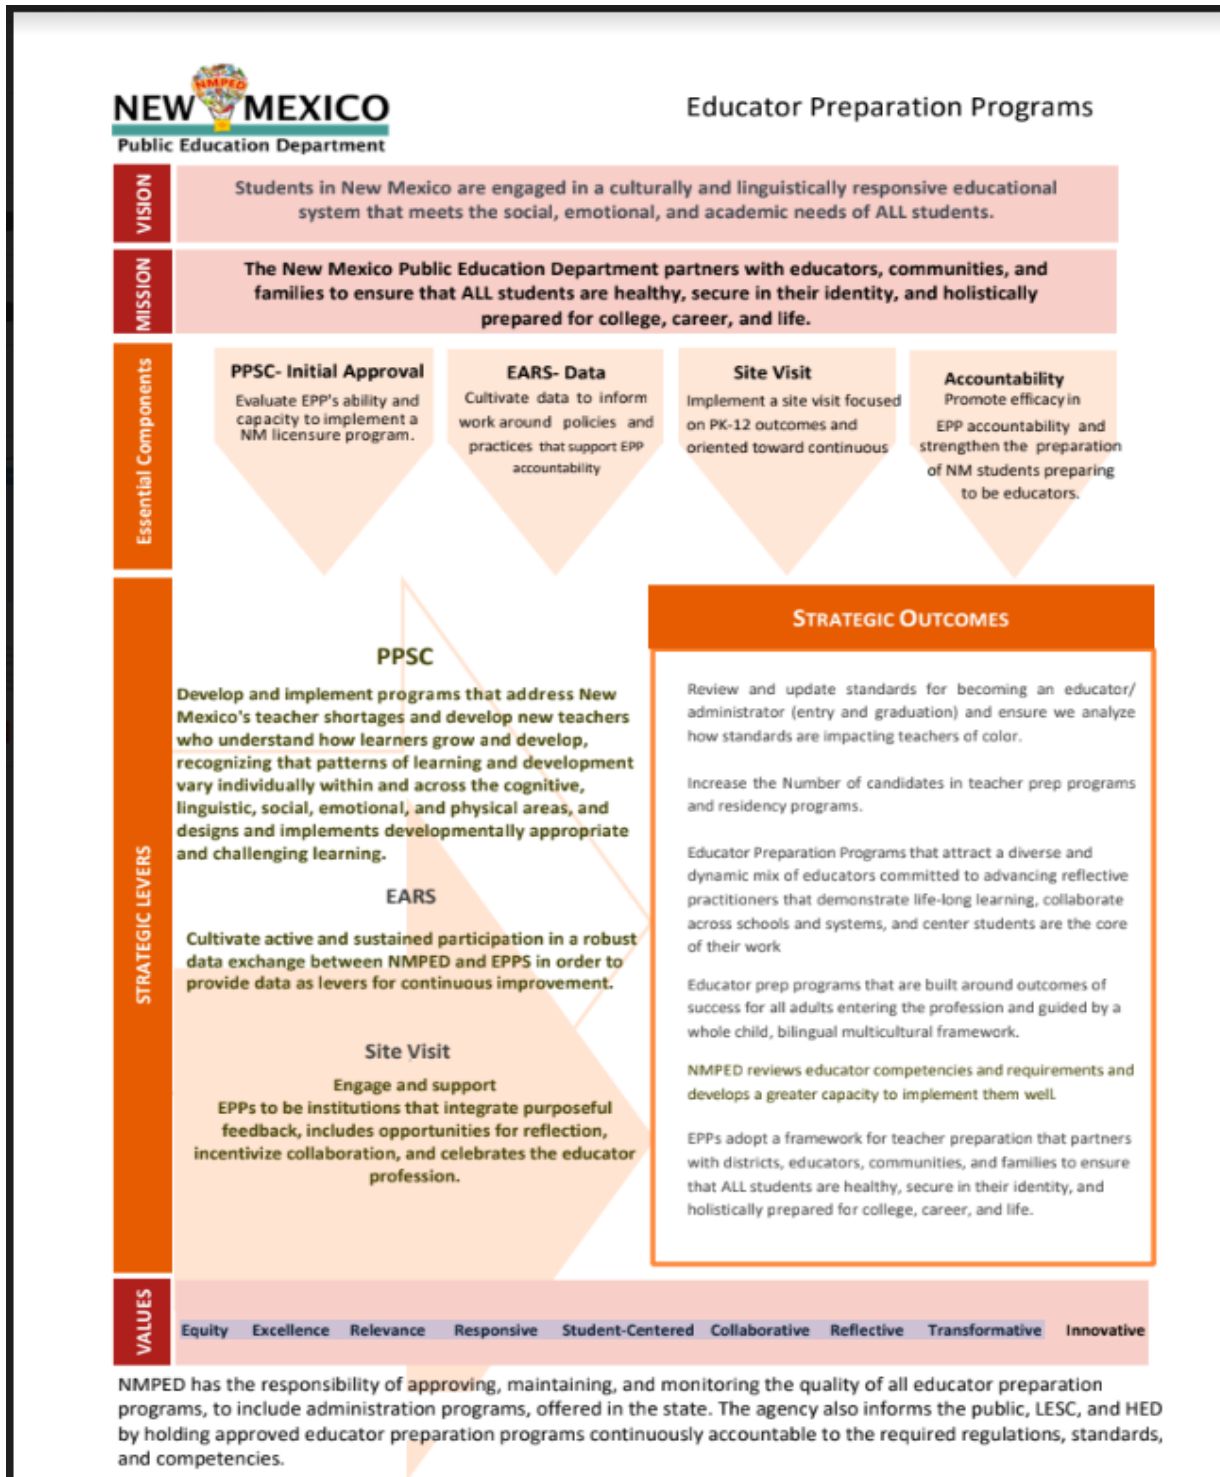 NMPED
NEW MEXICO
Public Education Department
Educator Preparation Programs
VISION
Students in New Mexico are engaged in a culturally and linguistically responsive educational
system that meets the social, emotional, and academic needs of ALL students.
MISSION
The New Mexico Public Education Department partners with educators, communities, and
families to ensure that ALL students are healthy, secure in their identity, and holistically
prepared for college, career, and life.
Essential Components
PPSC- Initial Approval
Evaluate EPP's ability and
capacity to implement a
NM licensure program.
EARS- Data
Cultivate data to inform
work around policies and
practices that support EPP
accountability
Site Visit
Implement a site visit focused
on PK-12 outcomes and
oriented toward continuous
Accountability
Promote efficacy in
EPP accountability and
strengthen the preparation
of NM students preparing
to be educators.
STRATEGIC LEVERS
PPSC
Develop and implement programs that address New
Mexico's teacher shortages and develop new teachers
who understand how learners grow and develop,
recognizing that patterns of learning and development
vary individually within and across the cognitive,
linguistic, social, emotional, and physical areas, and
designs and implements developmentally appropriate
and challenging learning.
EARS
Cultivate active and sustained participation in a robust
data exchange between NMPED and EPPS in order to
provide data as levers for continuous improvement.
Site Visit
Engage and support
EPPs to be institutions that integrate purposeful
feedback, includes opportunities for reflection,
incentivize collaboration, and celebrates the educator
profession.
STRATEGIC OUTCOMES
Review and update standards for becoming an educator/
administrator (entry and graduation) and ensure we analyze
how standards are impacting teachers of color.
Increase the Number of candidates in teacher prep programs
and residency programs.
Educator Preparation Programs that attract a diverse and
dynamic mix of educators committed to advancing reflective
practitioners that demonstrate life-long learning, collaborate
across schools and systems, and center students are the core
of their work
Educator prep programs that are built around outcomes of
success for all adults entering the profession and guided by a
whole child, bilingual multicultural framework.
NMPED reviews educator competencies and requirements and
develops a greater capacity to implement them well.
EPPs adopt a framework for teacher preparation that partners
with districts, educators, communities, and families to ensure
that ALL students are healthy, secure in their identity, and
holistically prepared for college, career, and life.
VALUES
Equity Excellence Relevance Responsive Student-Centered Collaborative Reflective Transformative Innovative
NMPED has the responsibility of approving, maintaining, and monitoring the quality of all educator preparation
programs, to include administration programs, offered in the state. The agency also informs the public, LESC, and HED
by holding approved educator preparation programs continuously accountable to the required regulations, standards,
and competencies.